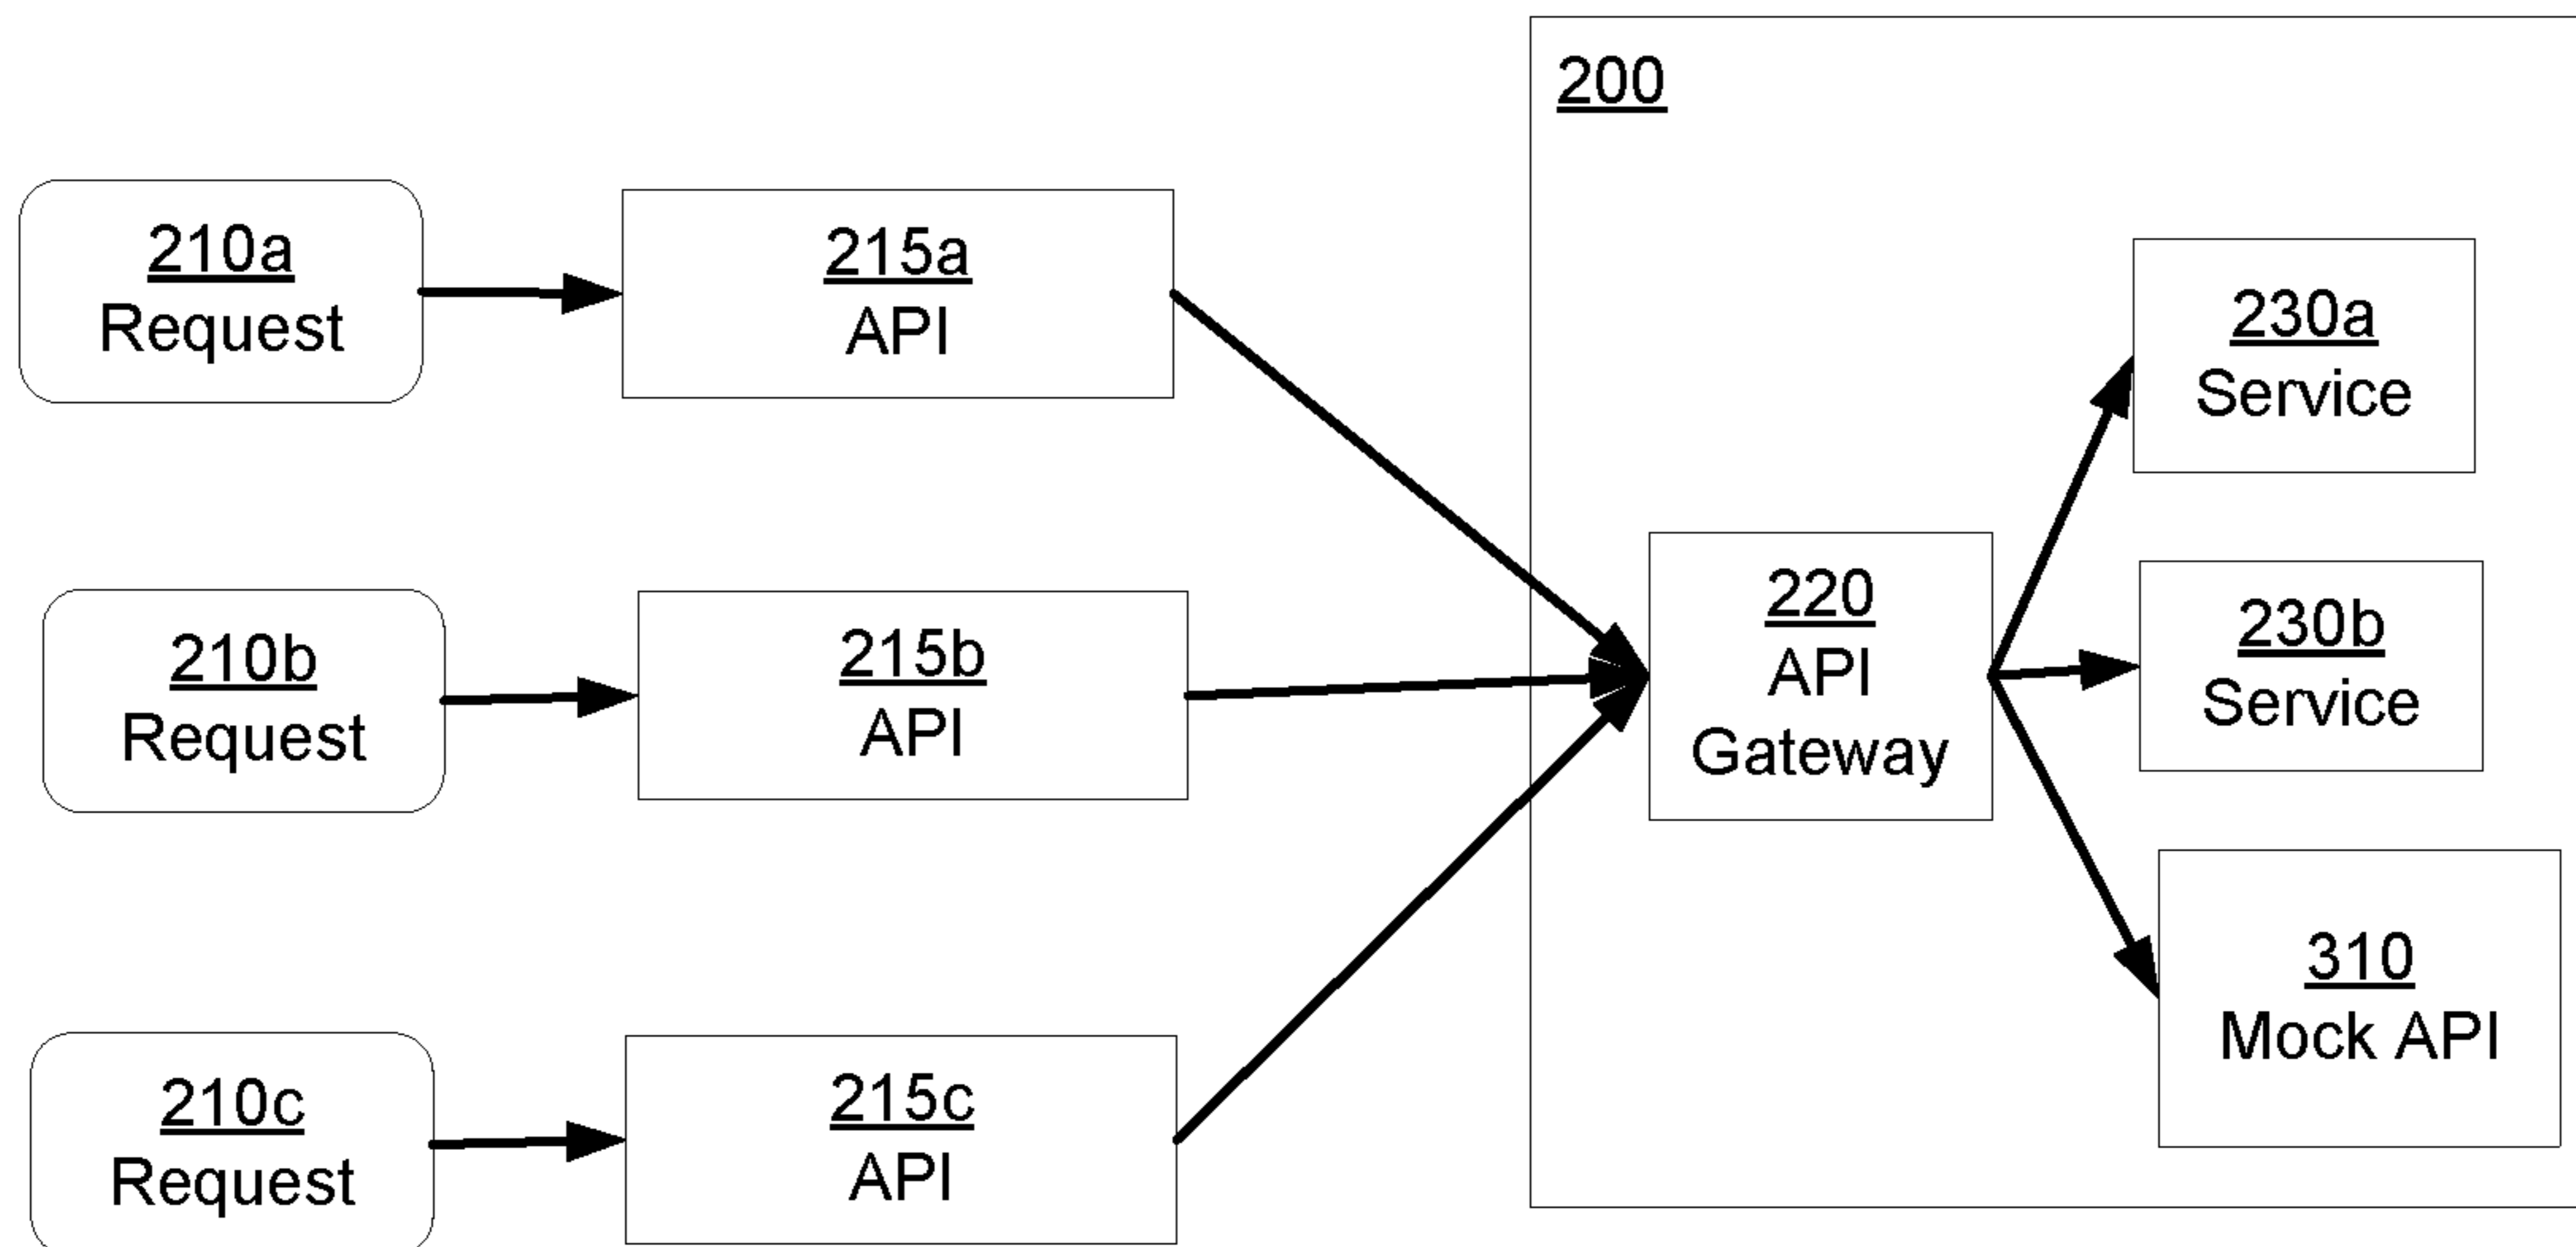 200
210a
Request
215a
API
230a
Service
210b
Request
215b
API
220
API
Gateway
230b
Service
310
Mock API
210c
Request
215c
API